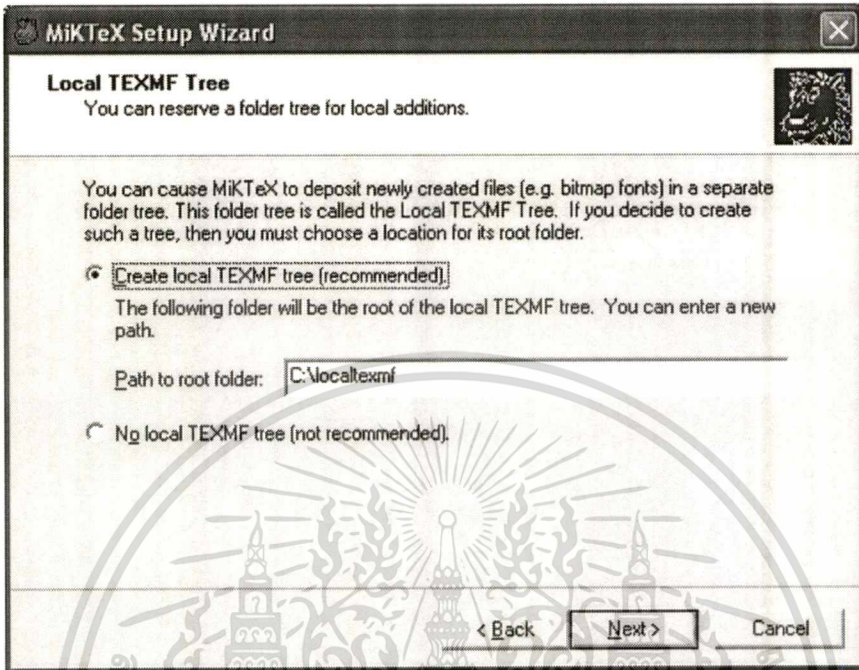 MiKTeX Setup Wizard
Local TEXMF Tree
You can reserve a folder tree for local additions.
You can cause MiKTeX to deposit newly created files (e.g. bitmap fonts) in a separate
folder tree. This folder tree is called the Local TEXMF Tree. If you decide to create
such a tree, then you must choose a location for its root folder.
Create local TEXMF tree (recommended).
The following folder will be the root of the local TEXMF tree. You can enter a new
path.
Path to root folder: C:\localtexmf
No local TEXMF tree (not recommended).
< Back Next > Cancel